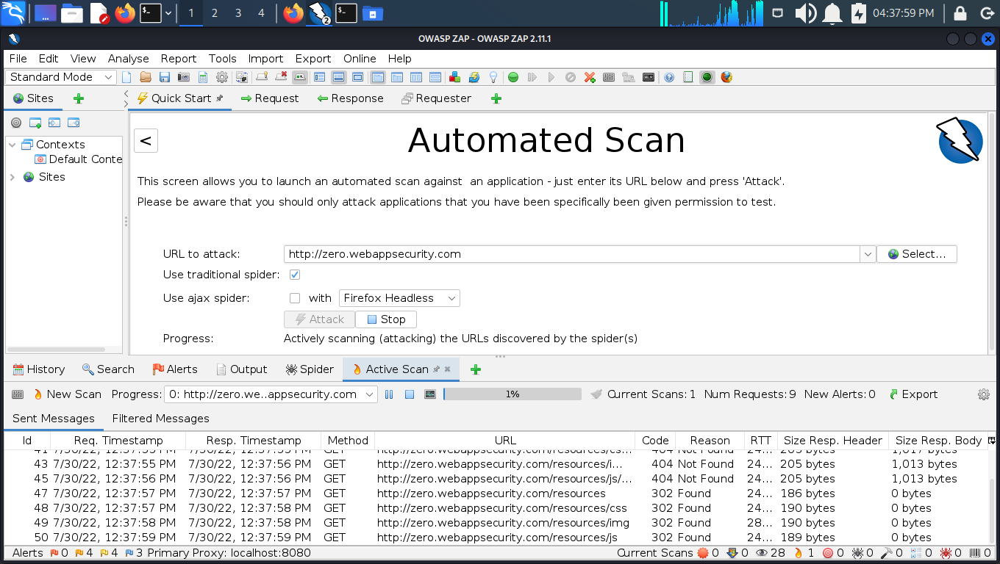 1 2 3 4 2 04:37:59 PM
OWASP ZAP - OWASP ZAP 2.11.1
File Edit View Analyse Report Tools Import Export Online Help
Standard Mode
Sites Quick Start Request Response Requester
<
Automated Scan
Contexts
Default Conte
Sites
This screen allows you to launch an automated scan against an application - just enter its URL below and press 'Attack'.
Please be aware that you should only attack applications that you have been specifically been given permission to test.
URL to attack: http://zero.webappsecurity.com Select...
Use traditional spider:
Use ajax spider: with Firefox Headless
Attack Stop
Progress: Actively scanning (attacking) the URLs discovered by the spider(s)
History Search Alerts Output Spider Active Scan
New Scan Progress: 0: http://zero.we..appsecurity.com 1% Current Scans: 1 Num Requests: 9 New Alerts: 0 Export
Sent Messages Filtered Messages
Id Req. Timestamp Resp. Timestamp Method URL Code Reason RTT Size Resp. Header Size Resp. Body
41 7/30/22, 12:37:55 PM 7/30/22, 12:37:55 PM GET http://zero.webappsecurity.com/resources/cs... 404 Not Found 24... 205 bytes 1,017 bytes
43 7/30/22, 12:37:55 PM 7/30/22, 12:37:56 PM GET http://zero.webappsecurity.com/resources/i... 404 Not Found 24... 205 bytes 1,013 bytes
45 7/30/22, 12:37:56 PM 7/30/22, 12:37:56 PM GET http://zero.webappsecurity.com/resources/js/... 404 Not Found 24... 205 bytes 1,013 bytes
47 7/30/22, 12:37:57 PM 7/30/22, 12:37:57 PM GET http://zero.webappsecurity.com/resources 302 Found 24... 186 bytes 0 bytes
48 7/30/22, 12:37:57 PM 7/30/22, 12:37:58 PM GET http://zero.webappsecurity.com/resources/css 302 Found 24... 190 bytes 0 bytes
49 7/30/22, 12:37:58 PM 7/30/22, 12:37:58 PM GET http://zero.webappsecurity.com/resources/img 302 Found 28... 190 bytes 0 bytes
50 7/30/22, 12:37:59 PM 7/30/22, 12:37:59 PM GET http://zero.webappsecurity.com/resources/js 302 Found 24... 189 bytes 0 bytes
Alerts 0 4 4 3 Primary Proxy: localhost:8080 Current Scans 0 0 28 1 0 0 0 0 0 0